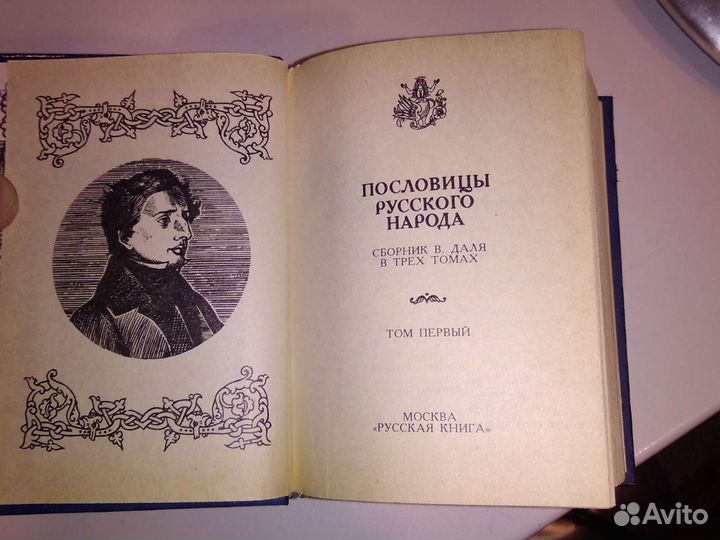 ПОСЛОВИЦЫ
РУССКОГО
НАРОДА
СБОРНИК В. ДАЛЯ
В ТРЕХ ТОМАХ
ТОМ ПЕРВЫЙ
МОСКВА
«РУССКАЯ КНИГА»
Avito